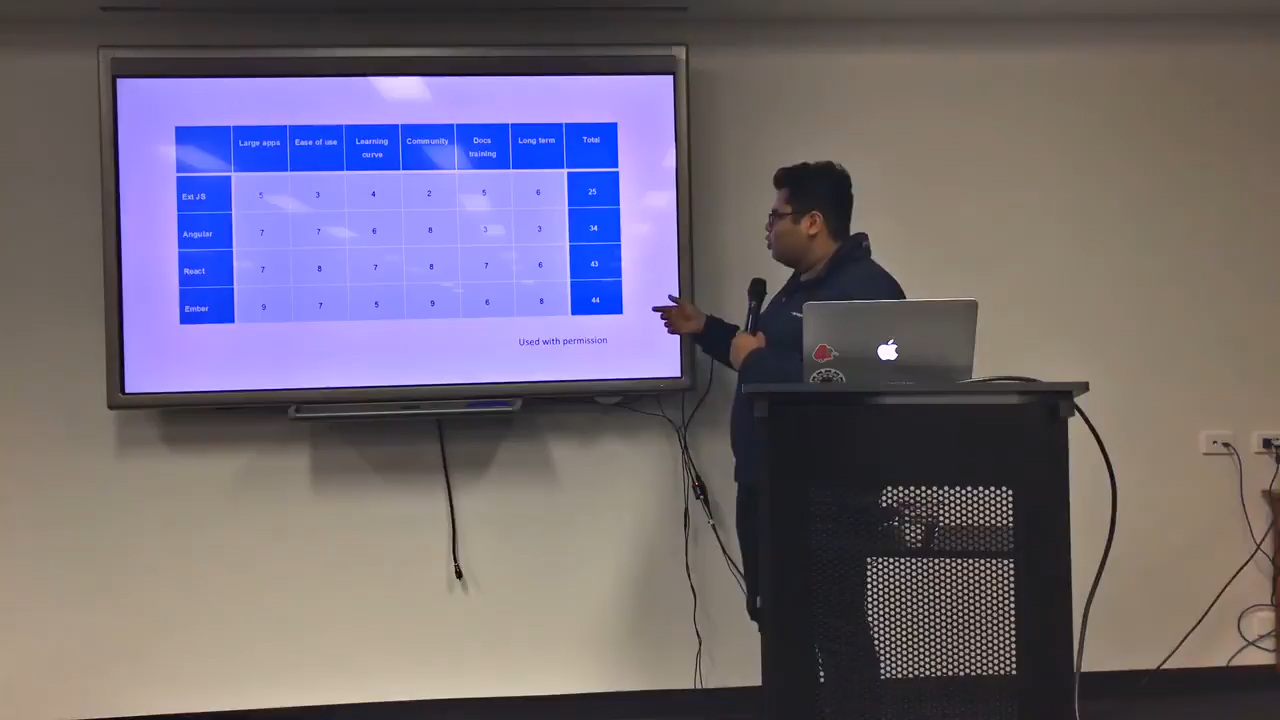 Large apps Ease of use Learning curve Community Docs training Long term Total
Ext JS 5 3 4 2 5 6 25
Angular 7 7 6 8 3 3 34
React 7 8 7 8 7 6 43
Ember 9 7 5 9 6 8 44
Used with permission